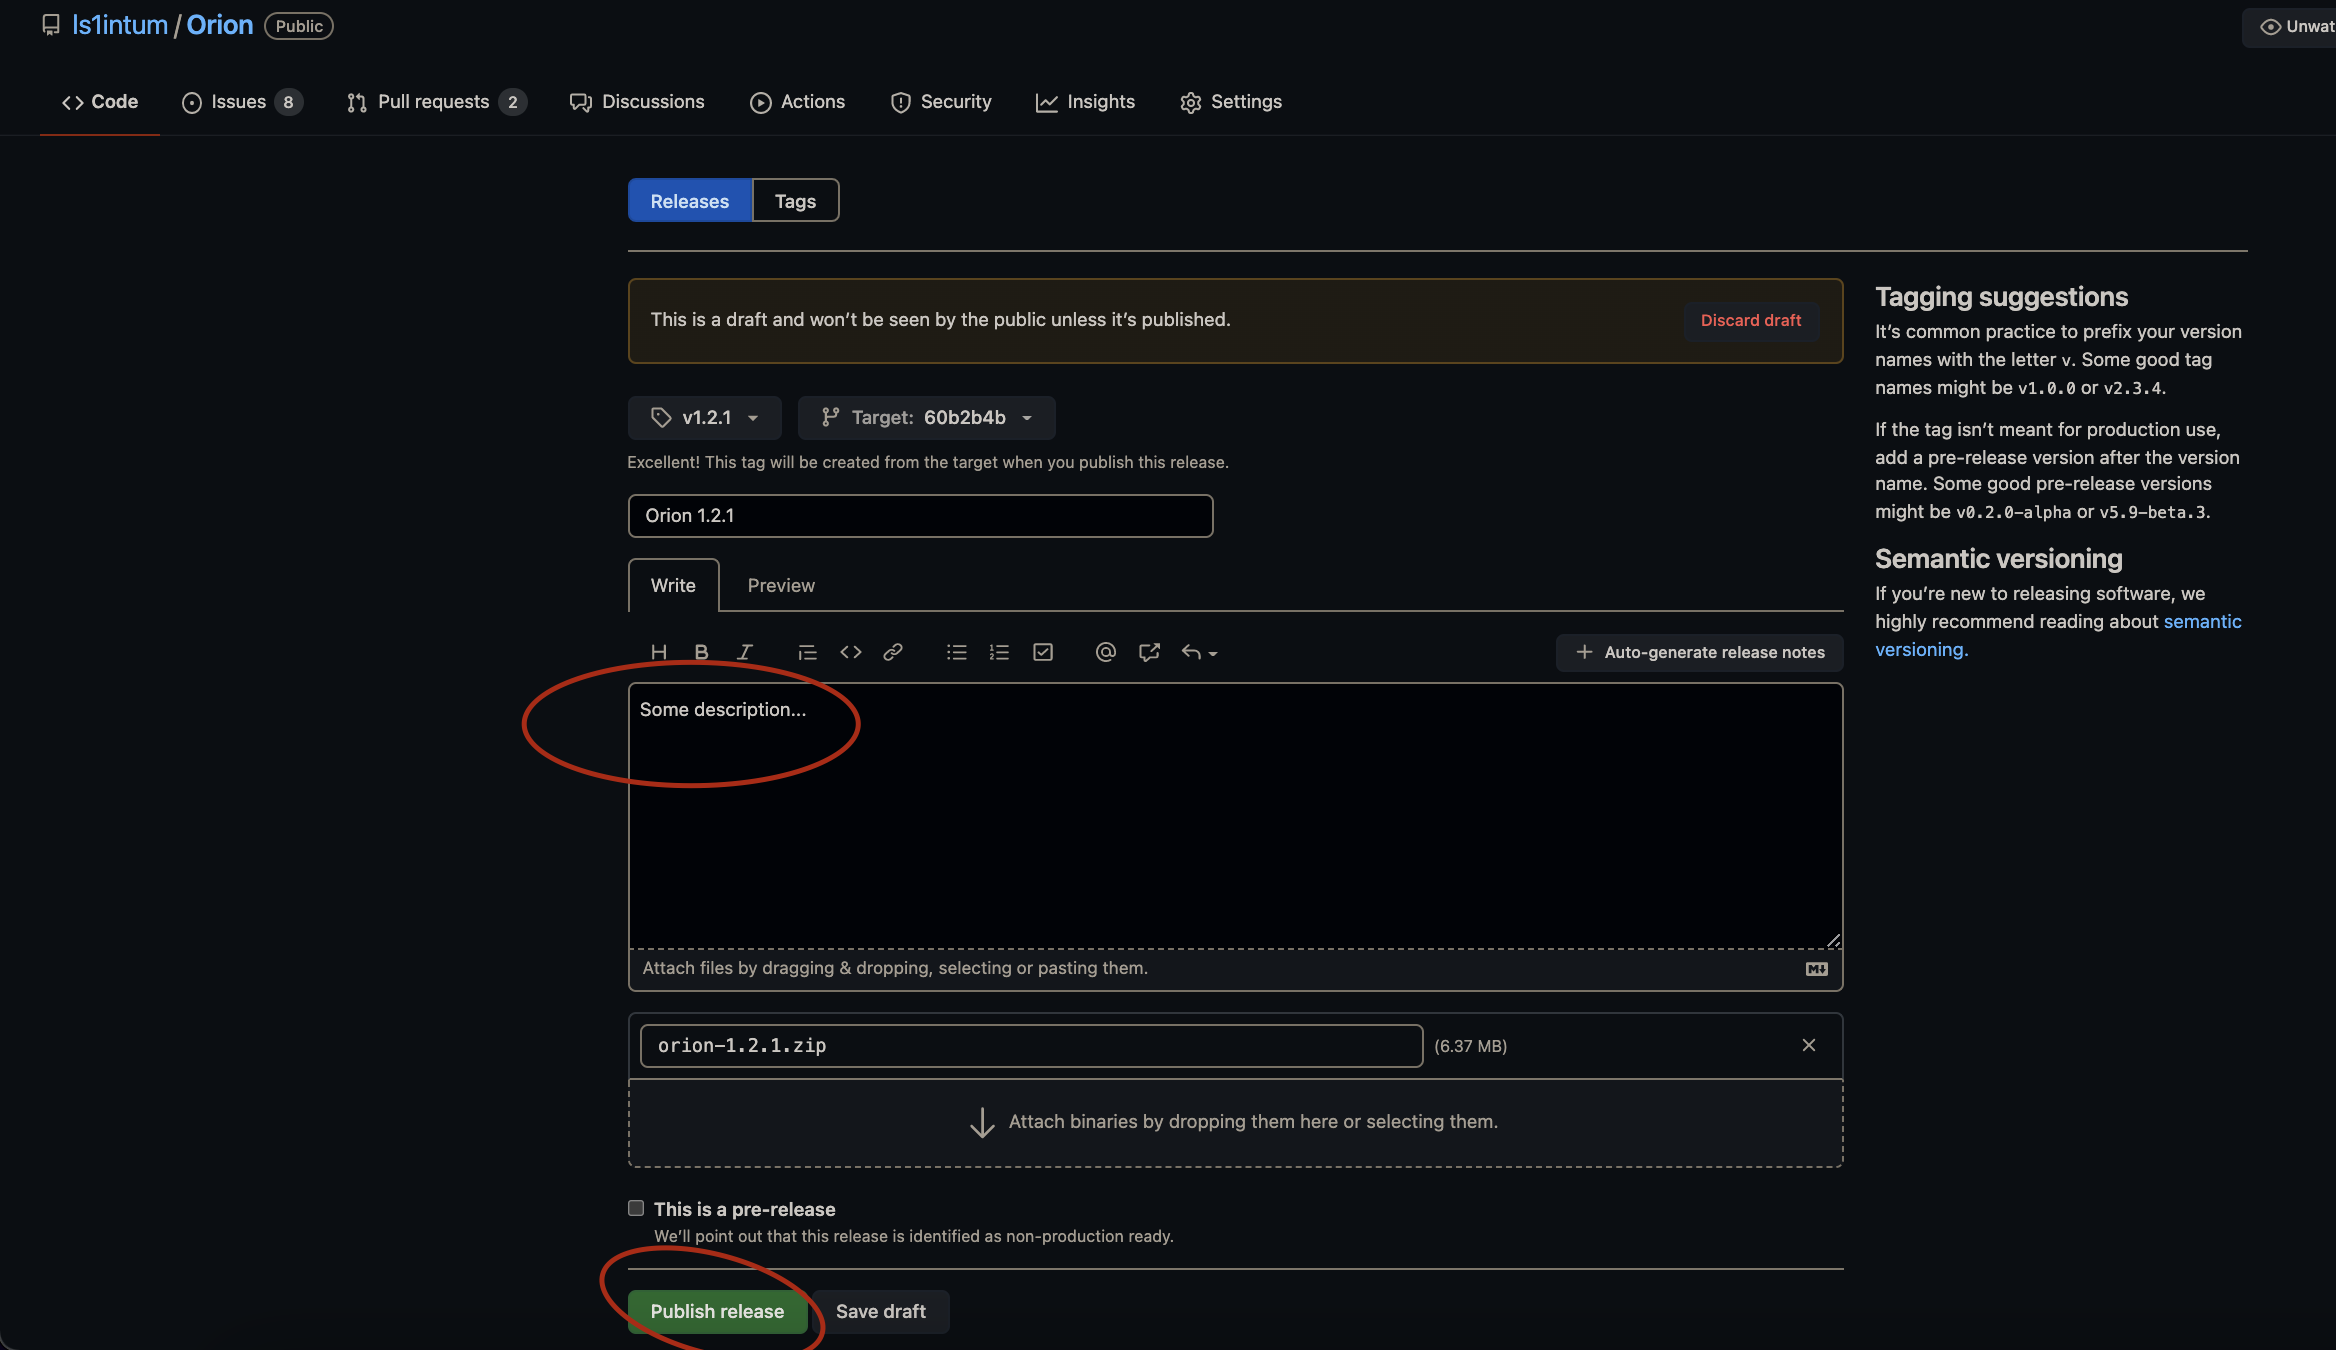 ls1intum / Orion Public
Unwat
Code Issues 8 Pull requests 2 Discussions Actions Security Insights Settings
Releases Tags
This is a draft and won't be seen by the public unless it's published.
Discard draft
v1.2.1 Target: 60b2b4b
Excellent! This tag will be created from the target when you publish this release.
Orion 1.2.1
Write Preview
H B I
Auto-generate release notes
Some description...
Attach files by dragging & dropping, selecting or pasting them.
orion-1.2.1.zip (6.37 MB)
Attach binaries by dropping them here or selecting them.
This is a pre-release
We'll point out that this release is identified as non-production ready.
Publish release Save draft
Tagging suggestions
It's common practice to prefix your version
names with the letter v. Some good tag
names might be v1.0.0 or v2.3.4.
If the tag isn't meant for production use,
add a pre-release version after the version
name. Some good pre-release versions
might be v0.2.0-alpha or v5.9-beta.3.
Semantic versioning
If you're new to releasing software, we
highly recommend reading about semantic
versioning.